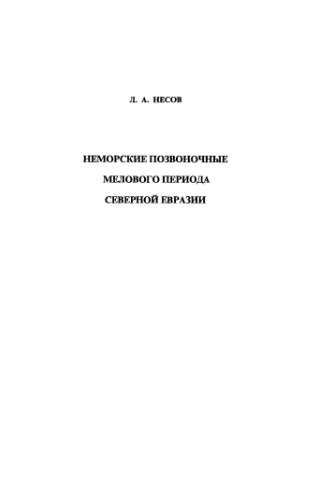 Л. А. НЕСОВ
НЕМОРСКИЕ ПОЗВОНОЧНЫЕ
МЕЛОВОГО ПЕРИОДА
СЕВЕРНОЙ ЕВРАЗИИ